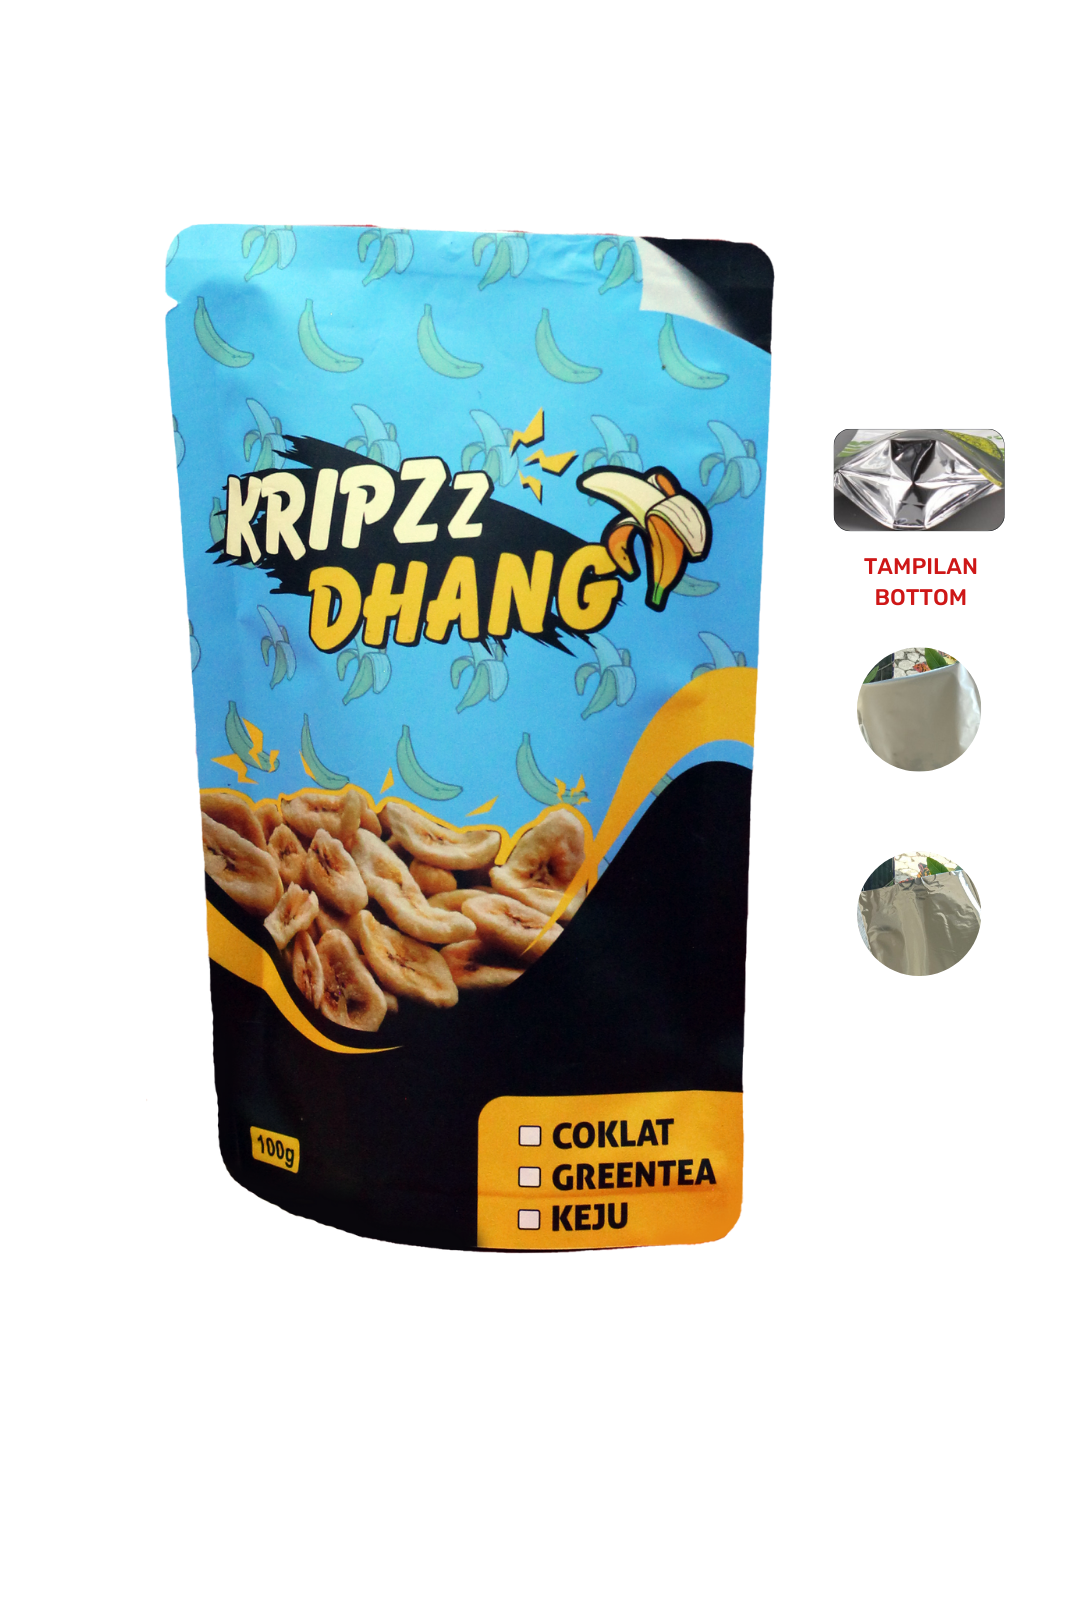 KRIPZz
DHANG
100g
COKLAT
GREENTEA
KEJU
TAMPILAN
BOTTOM